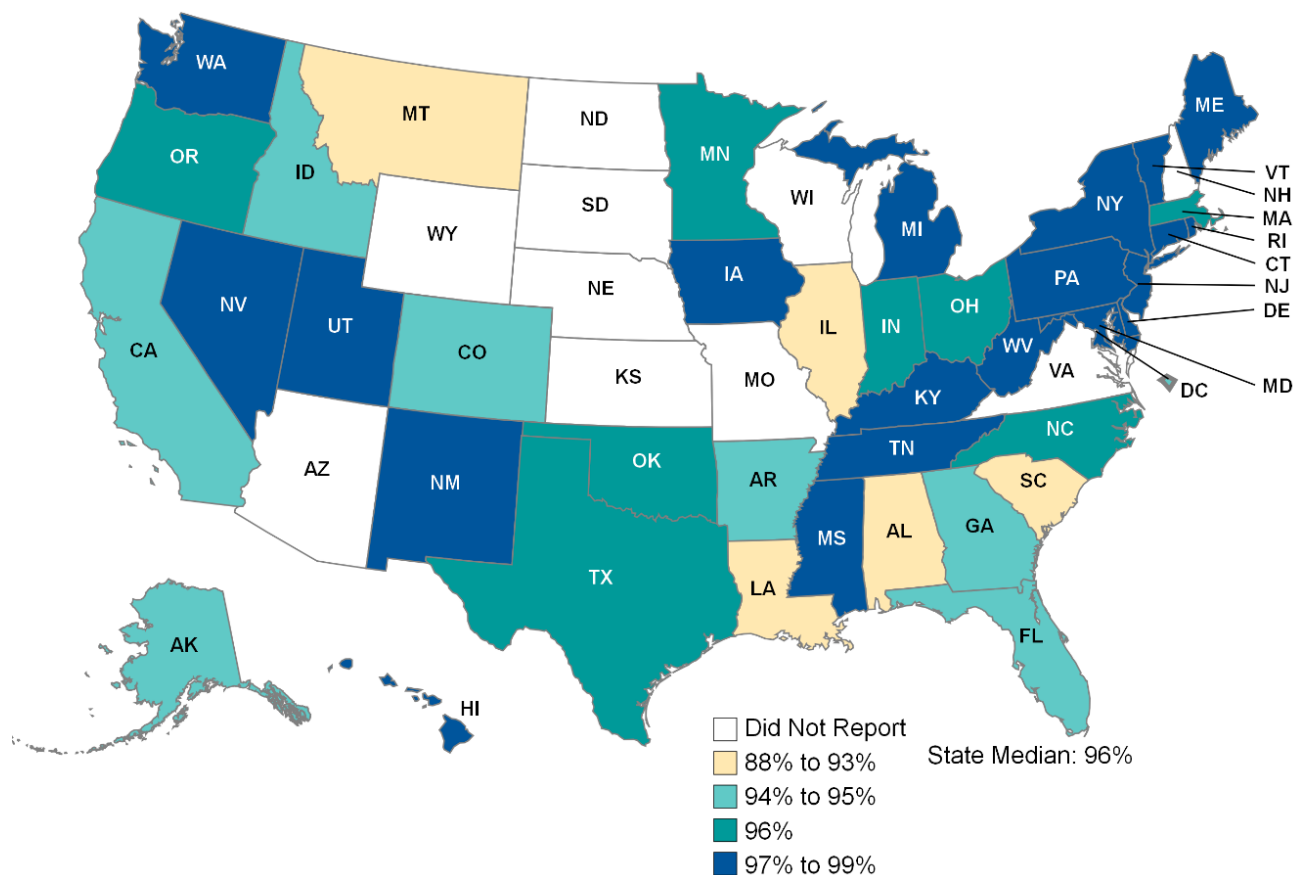 WA
ME
MT
ND
OR
MN
VT
ID
NH
WI
SD
NY
MA
WY
MI
RI
CT
IA
PA
NE
NJ
NV
OH
DE
UT
IL
IN
CA
CO
WV
VA
KS
MO
DC
MD
KY
NC
TN
AZ
OK
NM
AR
SC
GA
MS
AL
TX
LA
FL
AK
HI
Did Not Report
88% to 93%
State Median: 96%
94% to 95%
96%
97% to 99%